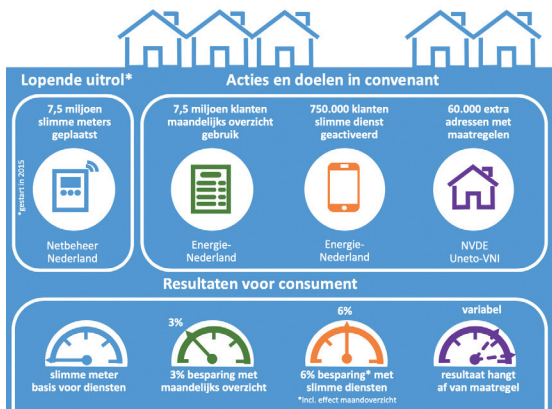 Lopende uitrol*
Acties en doelen in convenant
7,5 miljoen
slimme meters
geplaatst
*gestart in 2015
Netbeheer
Nederland
7,5 miljoen klanten
maandelijks overzicht
gebruik
Energie-
Nederland
750.000 klanten
slimme dienst
geactiveerd
Energie-
Nederland
60.000 extra
adressen met
maatregelen
NVDE
Uneto-VNI
Resultaten voor consument
slimme meter
basis voor diensten
3%
3% besparing met
maandelijks overzicht
6%
6% besparing* met
slimme diensten
*incl. effect maandoverzicht
variabel
resultaat hangt
af van maatregel